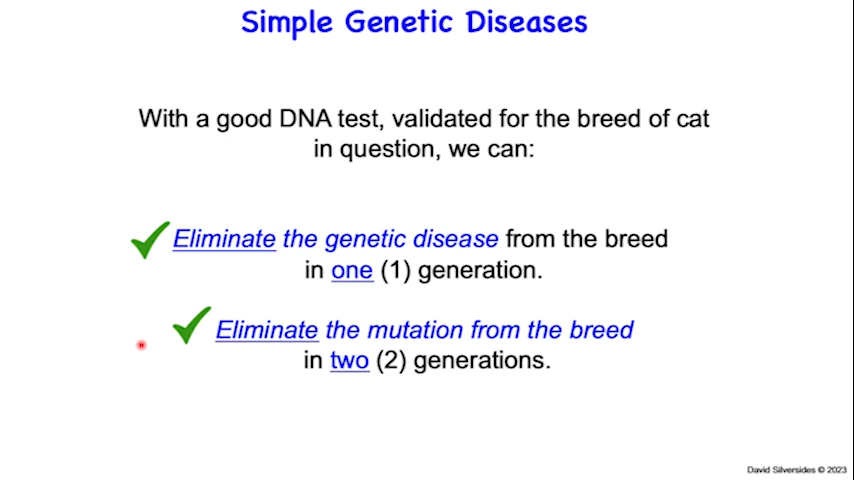 Simple Genetic Diseases
With a good DNA test, validated for the breed of cat
in question, we can:
Eliminate the genetic disease from the breed
in one (1) generation.
Eliminate the mutation from the breed
in two (2) generations.
David Silversides © 2023